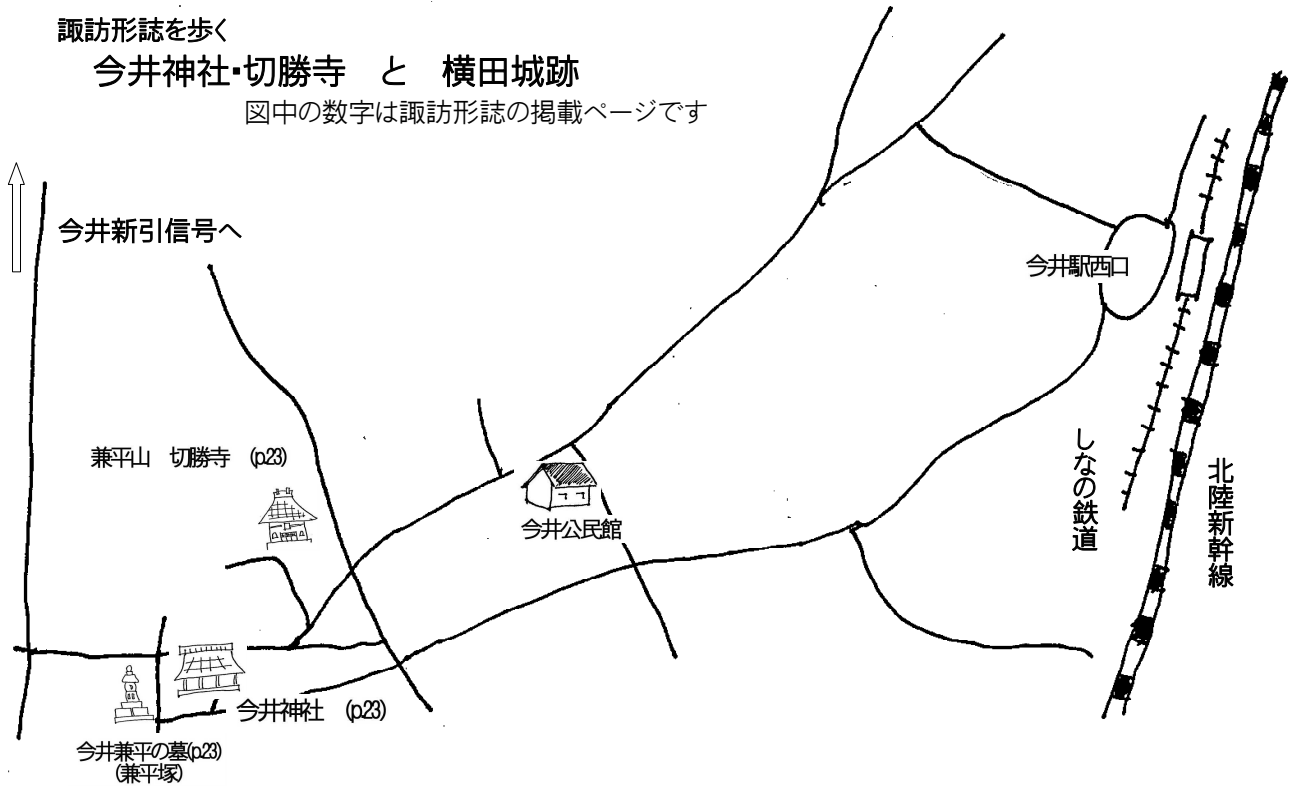 諏訪形誌を歩く
今井神社・切勝寺　と　横田城跡
図中の数字は諏訪形誌の掲載ページです
今井新引信号へ
今井駅西口
兼平山　切勝寺　(p.23)
しなの鉄道
北陸新幹線
今井公民館
今井神社　(p.23)
今井兼平の墓(p.23)
(兼平塚)